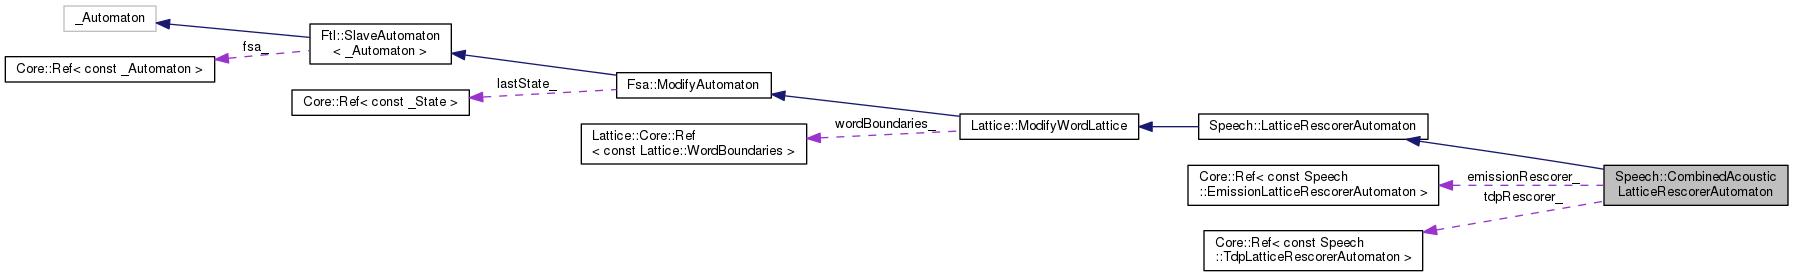 _Automaton
Ftl::SlaveAutomaton
< _Automaton >
fsa_
Core::Ref< const _Automaton >
Fsa::ModifyAutomaton
lastState_
Core::Ref< const _State >
Lattice::ModifyWordLattice
wordBoundaries_
Lattice::Core::Ref
< const Lattice::WordBoundaries >
Speech::LatticeRescorerAutomaton
Speech::CombinedAcoustic
LatticeRescorerAutomaton
emissionRescorer_
Core::Ref< const Speech
::EmissionLatticeRescorerAutomaton >
tdpRescorer_
Core::Ref< const Speech
::TdpLatticeRescorerAutomaton >